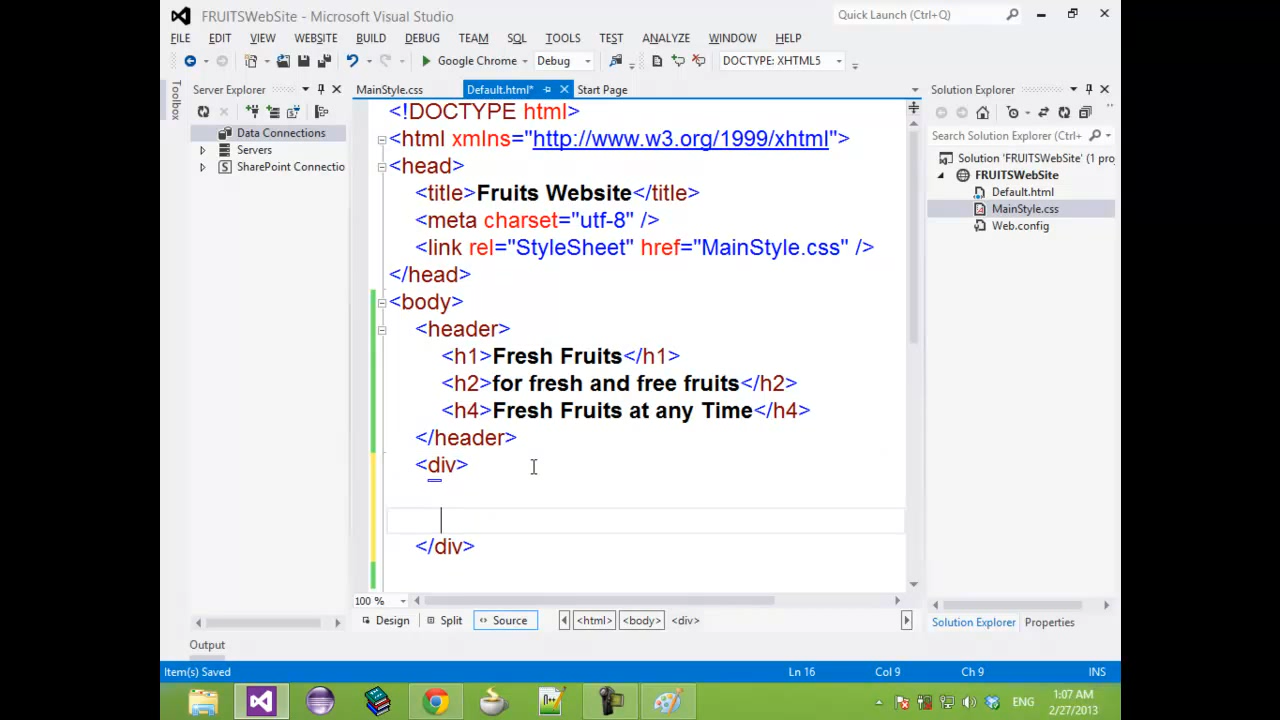 FRUITSWebSite - Microsoft Visual Studio
Quick Launch (Ctrl+Q)
FILE EDIT VIEW WEBSITE BUILD DEBUG TEAM SQL TOOLS TEST ANALYZE WINDOW HELP
Google Chrome Debug DOCTYPE: XHTML5
Toolbox
Server Explorer
Data Connections
Servers
SharePoint Connectio
MainStyle.css Default.html* Start Page
<!DOCTYPE html>
<html xmlns="http://www.w3.org/1999/xhtml">
<head>
<title>Fruits Website</title>
<meta charset="utf-8" />
<link rel="StyleSheet" href="MainStyle.css" />
</head>
<body>
<header>
<h1>Fresh Fruits</h1>
<h2>for fresh and free fruits</h2>
<h4>Fresh Fruits at any Time</h4>
</header>
<div>
</div>
100 %
Design Split Source <html> <body> <div>
Solution Explorer
Search Solution Explorer (Ctrl+
Solution 'FRUITSWebSite' (1 proj
FRUITSWebSite
Default.html
MainStyle.css
Web.config
Solution Explorer Properties
Output
Item(s) Saved Ln 16 Col 9 Ch 9 INS
ENG
1:07 AM
2/27/2013